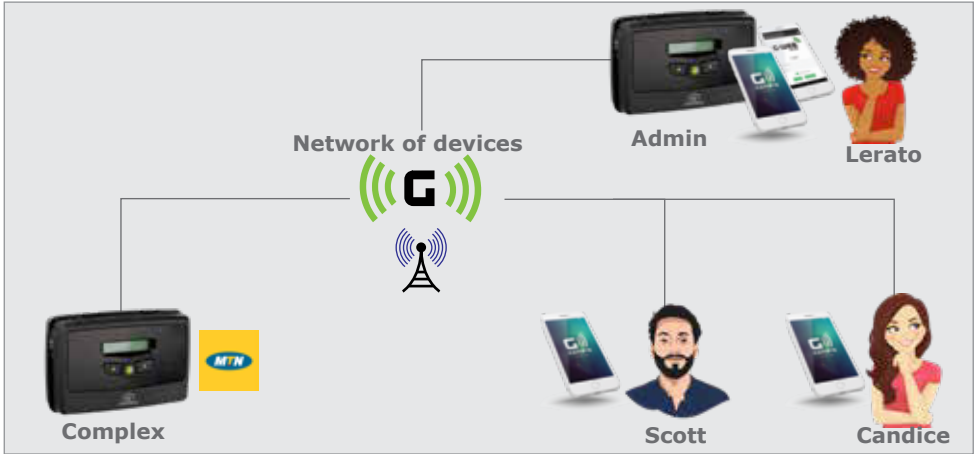 Admin
Lerato
Network of devices
G
MTN
Complex
Scott
Candice